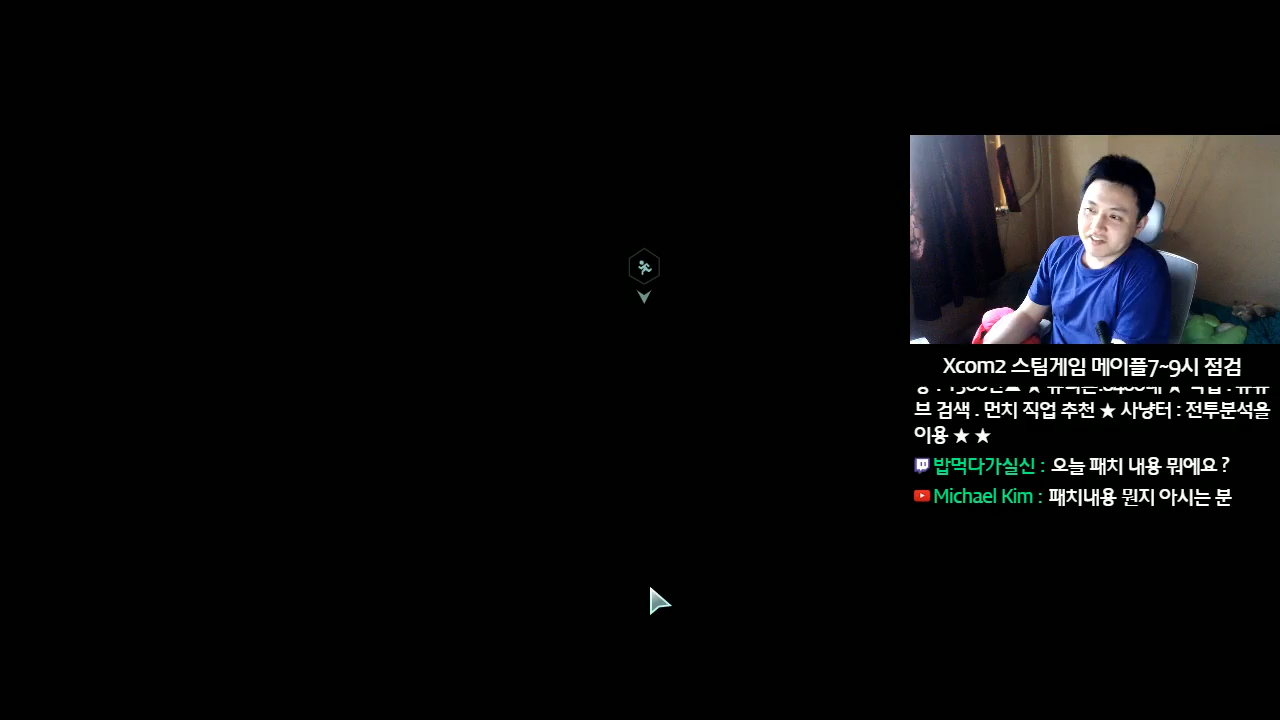 Xcom2 스팀게임 메이플7~9시 점검
브 검색 . 먼치 직업 추천 ★ 사냥터 : 전투분석을
이용 ★ ★
밥먹다가실신 : 오늘 패치 내용 뭐에요 ?
Michael Kim : 패치내용 뭔지 아시는 분